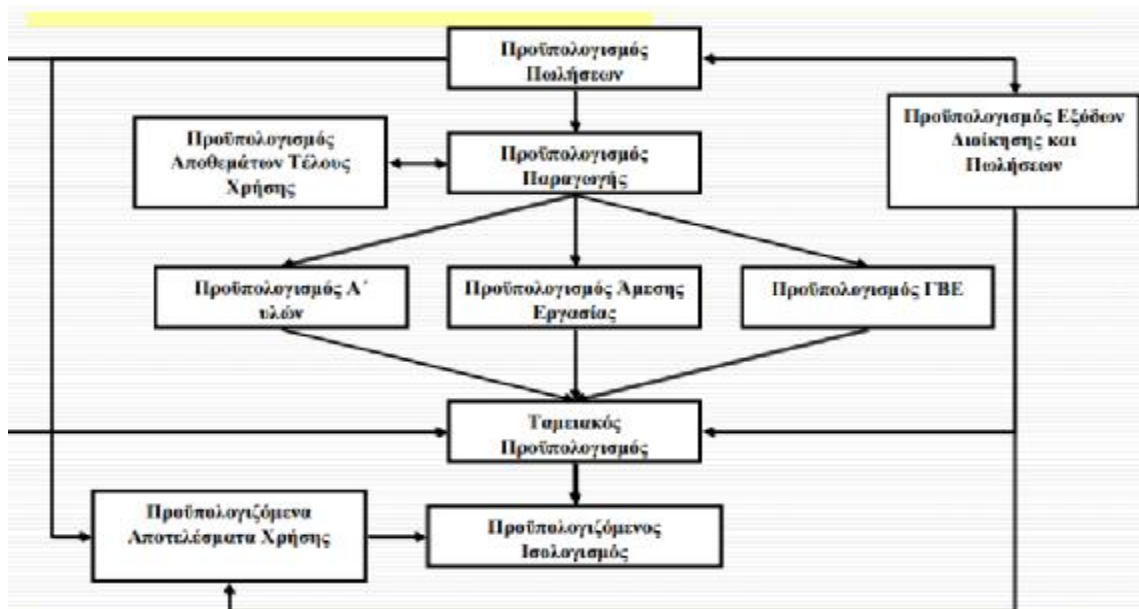 Προϋπολογισμός
Πωλήσεων
Προϋπολογισμός Εξόδων
Διοίκησης και
Πωλήσεων
Προϋπολογισμός
Αποθεμάτων Τέλους
Χρήσης
Προϋπολογισμός
Παραγωγής
Προϋπολογισμός Α΄
υλών
Προϋπολογισμός Άμεσης
Εργασίας
Προϋπολογισμός ΓΒΕ
Ταμειακός
Προϋπολογισμός
Προϋπολογιζόμενα
Αποτελέσματα Χρήσης
Προϋπολογιζόμενος
Ισολογισμός